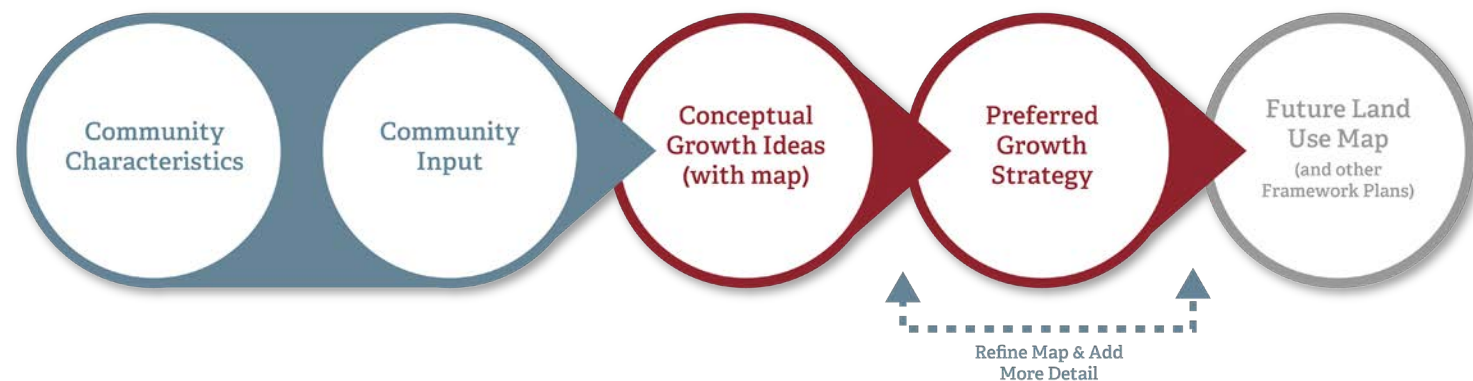 Community
Characteristics
Community
Input
Conceptual
Growth Ideas
(with map)
Preferred
Growth
Strategy
Future Land
Use Map
(and other
Framework Plans)
Refine Map & Add
More Detail